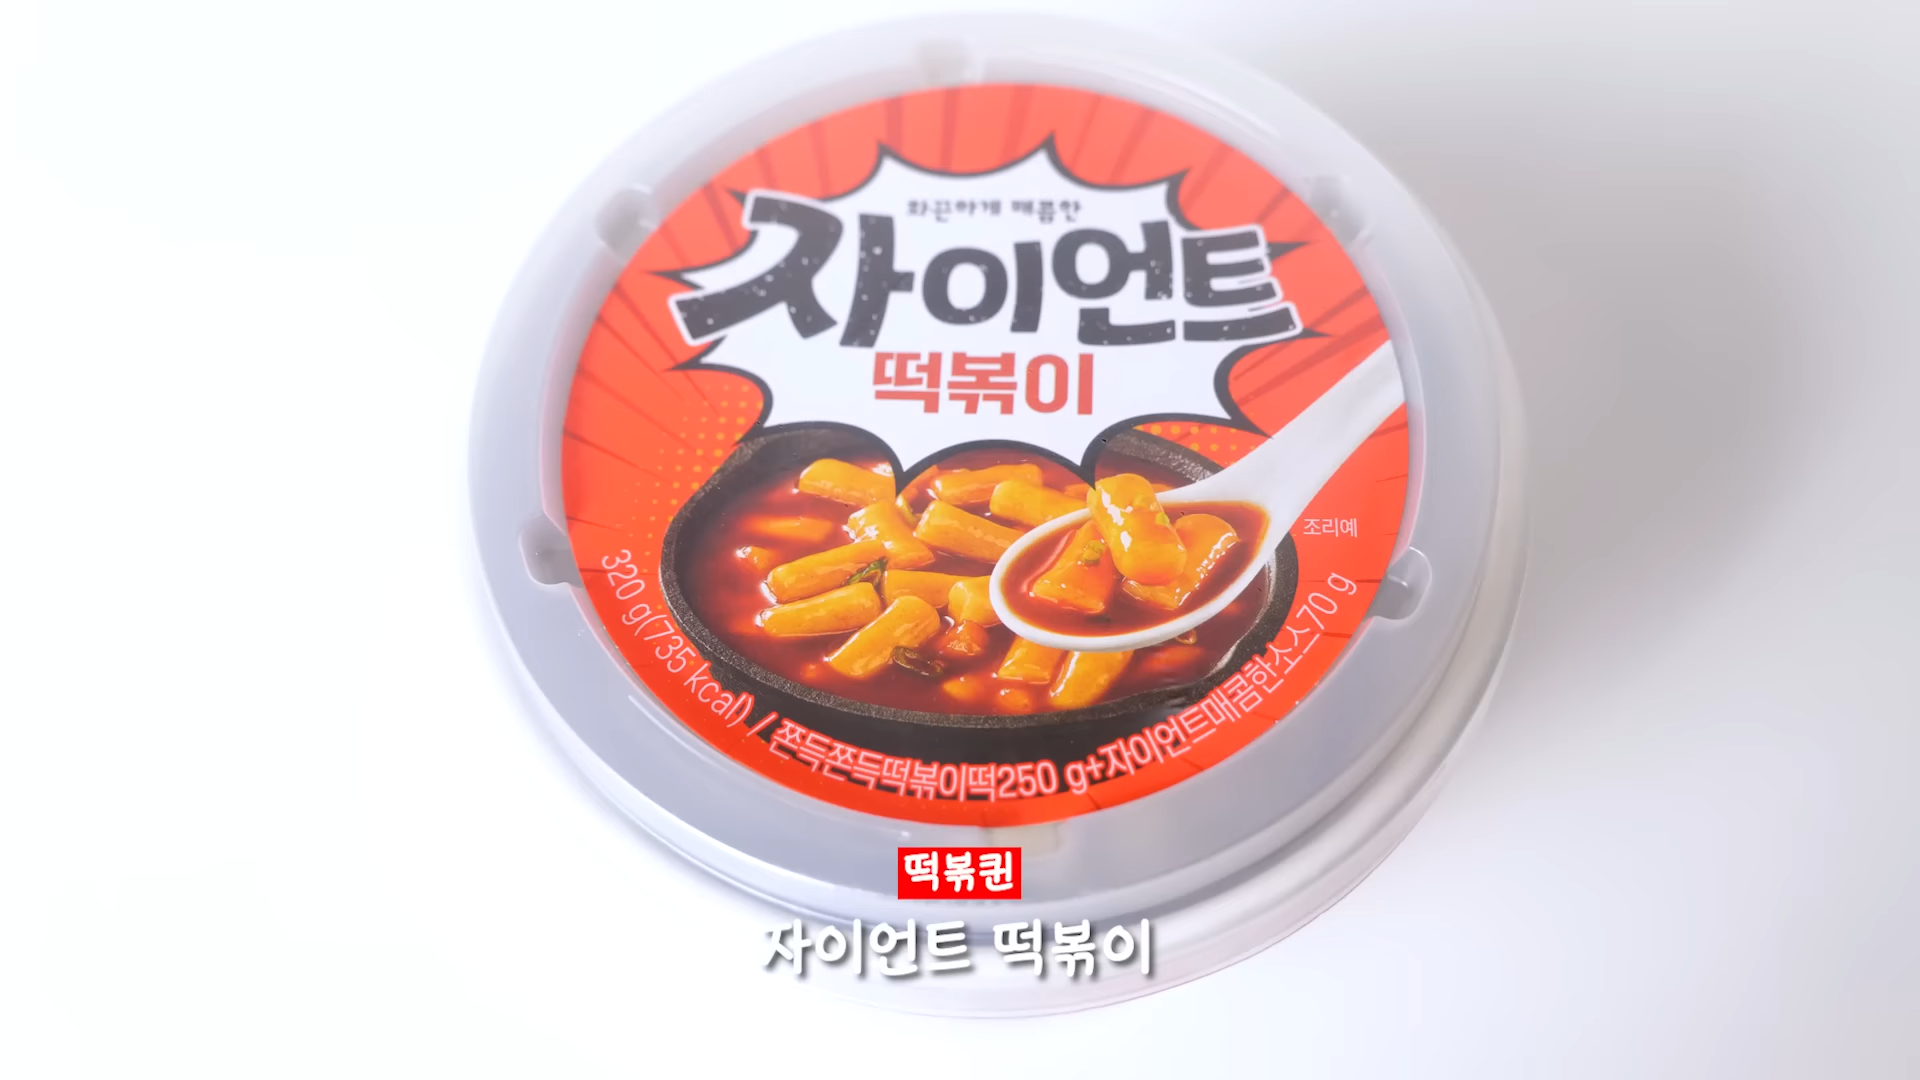 화끈하게 매콤한
자이언트
떡볶이
조리예
320 g(735 kcal) / 쫀득쫀득떡볶이떡250 g+자이언트매콤한소스70 g
떡볶퀸
자이언트 떡볶이